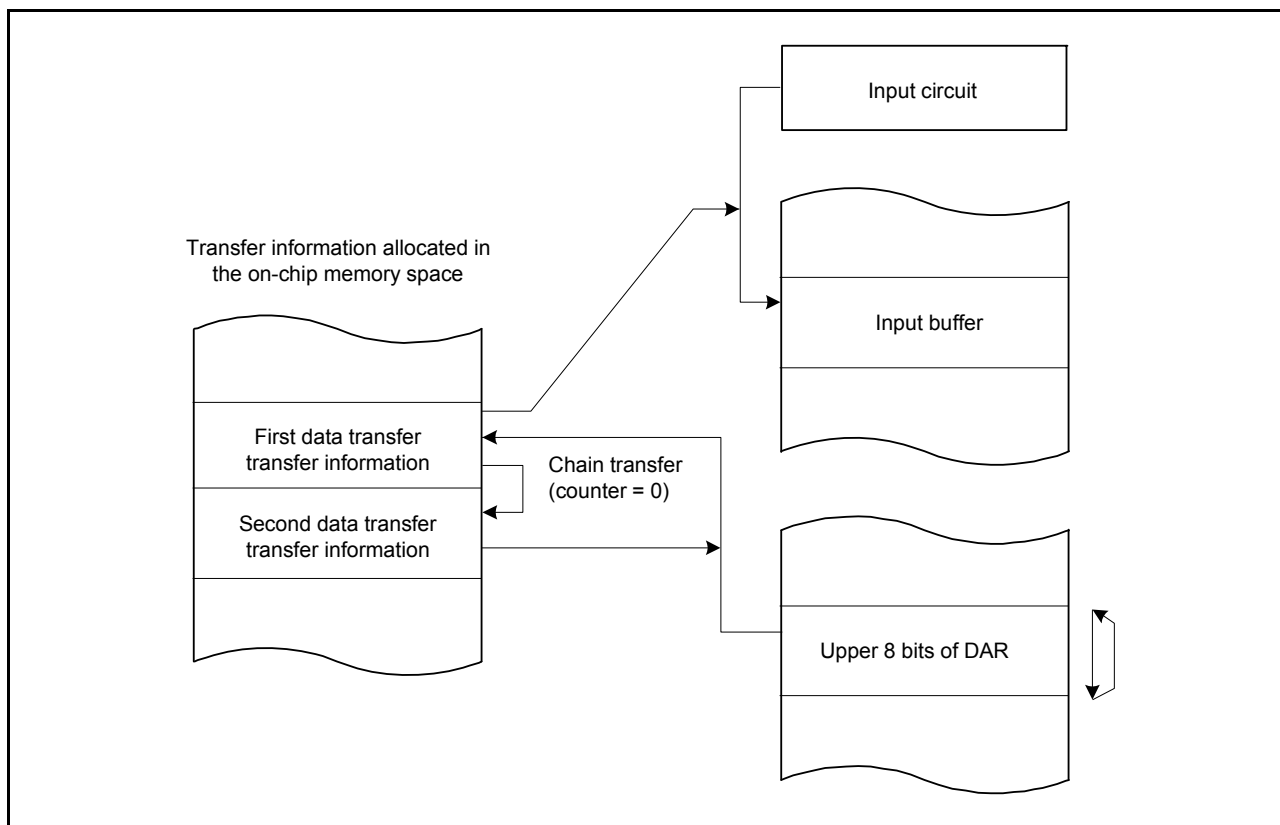 Input circuit
Transfer information allocated in
the on-chip memory space
Input buffer
First data transfer
transfer information
Chain transfer
(counter = 0)
Second data transfer
transfer information
Upper 8 bits of DAR